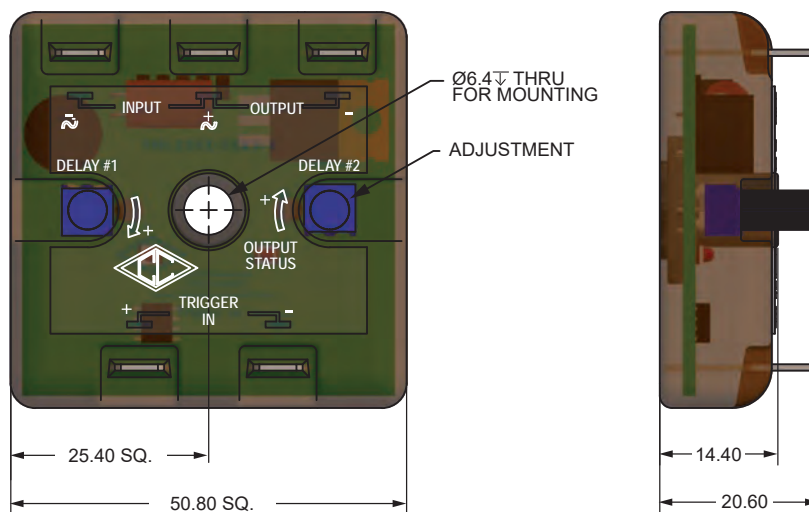 Ø6.4↧ THRU
FOR MOUNTING
INPUT
+
OUTPUT
-
-
DELAY #1
DELAY #2
ADJUSTMENT
+
+
OUTPUT
STATUS
+
TRIGGER
IN
-
25.40 SQ.
14.40
50.80 SQ.
20.60